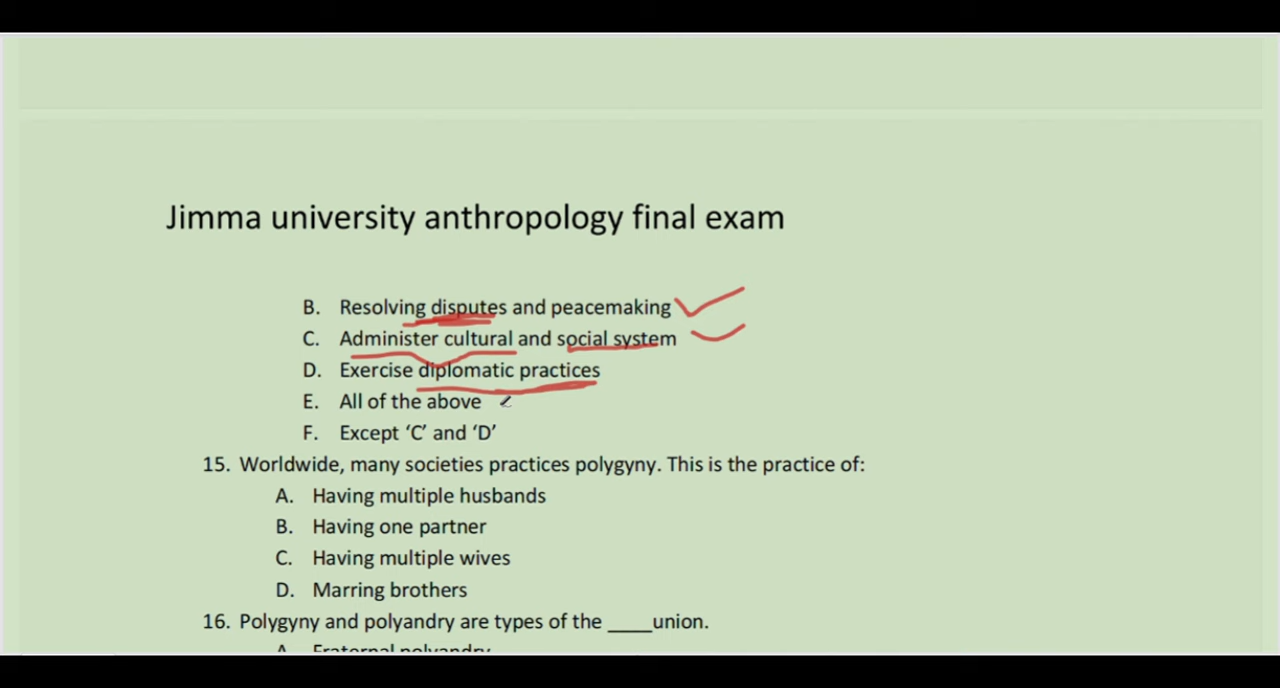 Jimma university anthropology final exam
B. Resolving disputes and peacemaking
C. Administer cultural and social system
D. Exercise diplomatic practices
E. All of the above
F. Except ‘C’ and ‘D’
15. Worldwide, many societies practices polygyny. This is the practice of:
A. Having multiple husbands
B. Having one partner
C. Having multiple wives
D. Marring brothers
16. Polygyny and polyandry are types of the ____union.
A. Fraternal polyandry